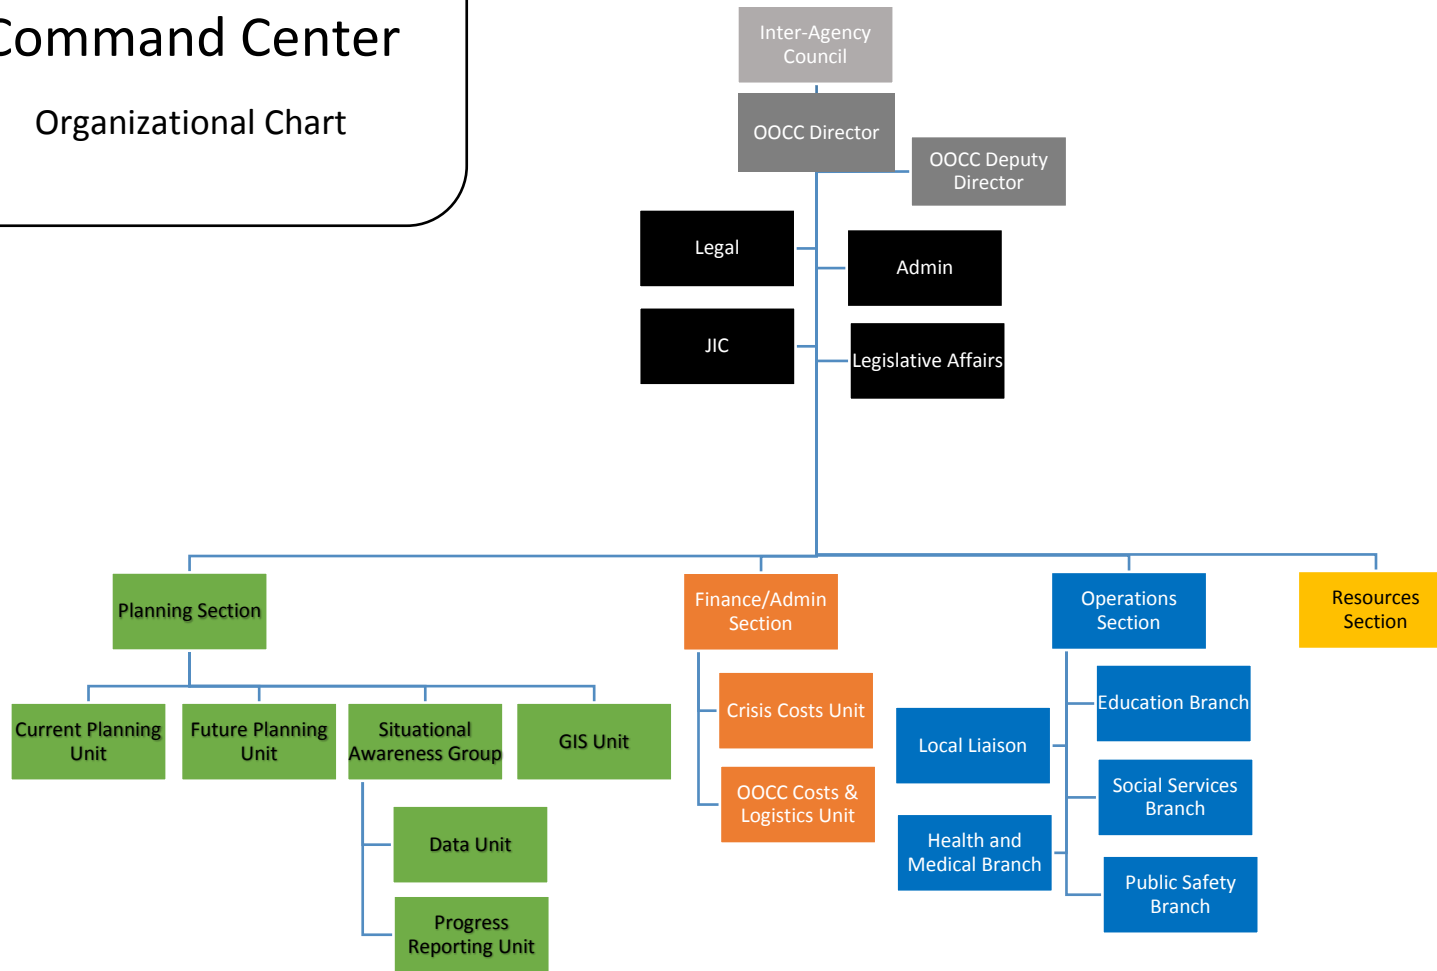 Command Center
Organizational Chart
Inter-Agency
Council
OOCC Director
OOCC Deputy
Director
Legal
Admin
JIC
Legislative Affairs
Planning Section
Finance/Admin
Section
Operations
Section
Resources
Section
Current Planning
Unit
Future Planning
Unit
Situational
Awareness Group
GIS Unit
Data Unit
Progress
Reporting Unit
Crisis Costs Unit
OOCC Costs &
Logistics Unit
Local Liaison
Education Branch
Social Services
Branch
Health and
Medical Branch
Public Safety
Branch